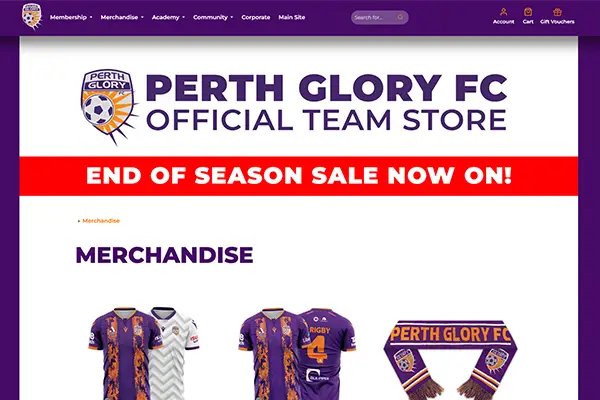 Membership Merchandise Academy Community Corporate Main Site
Search for...
Account Cart Gift Vouchers
PERTH GLORY FC
PERTH GLORY FC
OFFICIAL TEAM STORE
END OF SEASON SALE NOW ON!
Merchandise
MERCHANDISE
RIGBY
4
PERTH GLORY FC